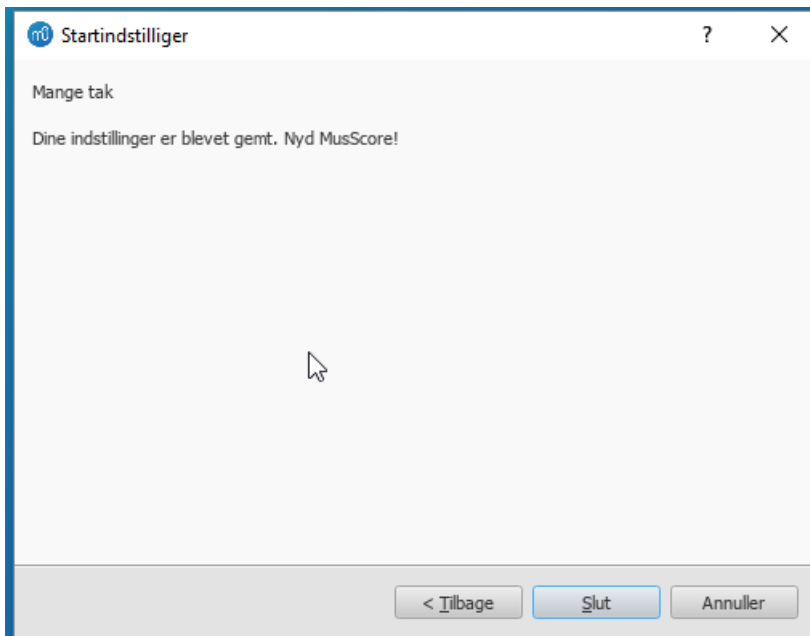 Startindstilliger
Mange tak
Dine indstillinger er blevet gemt. Nyd MusScore!
< Tilbage
Slut
Annuller